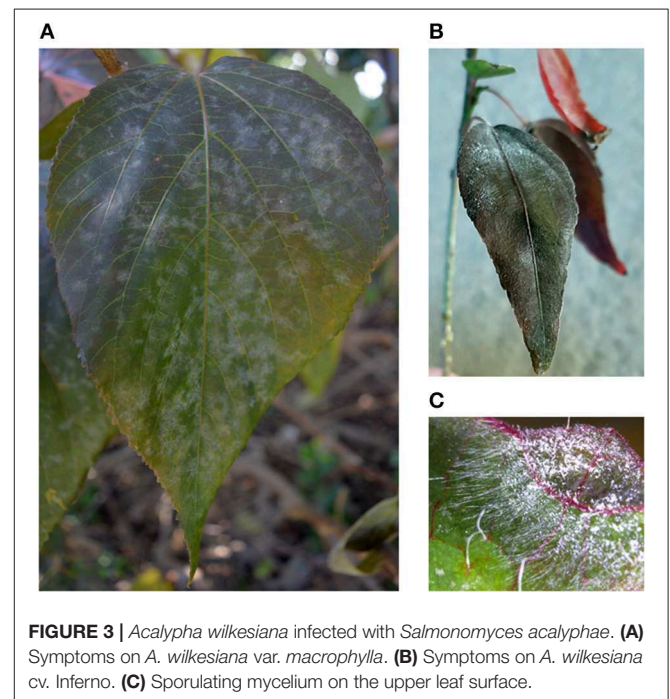 A
B
C
FIGURE 3 | Acalypha wilkesiana infected with Salmonomyces acalyphae. (A)
Symptoms on A. wilkesiana var. macrophylla. (B) Symptoms on A. wilkesiana
cv. Inferno. (C) Sporulating mycelium on the upper leaf surface.